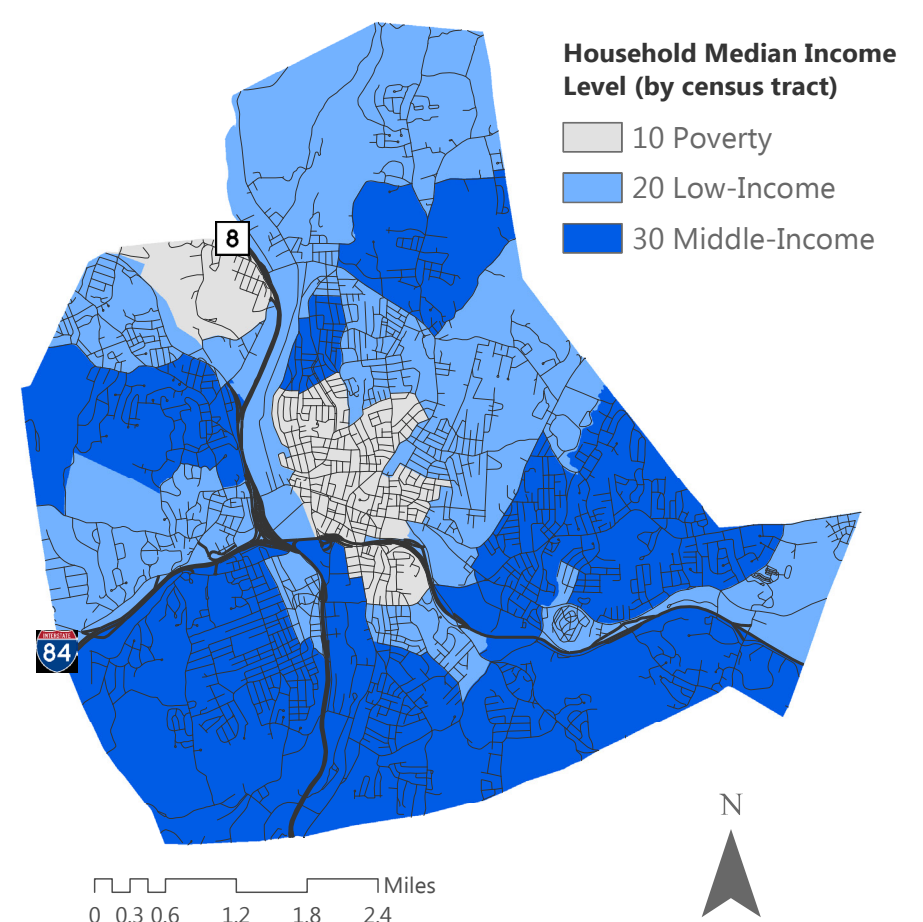 Household Median Income
Level (by census tract)
10 Poverty
20 Low-Income
30 Middle-Income
8
INTERSTATE
84
N
Miles
0 0.3 0.6 1.2 1.8 2.4